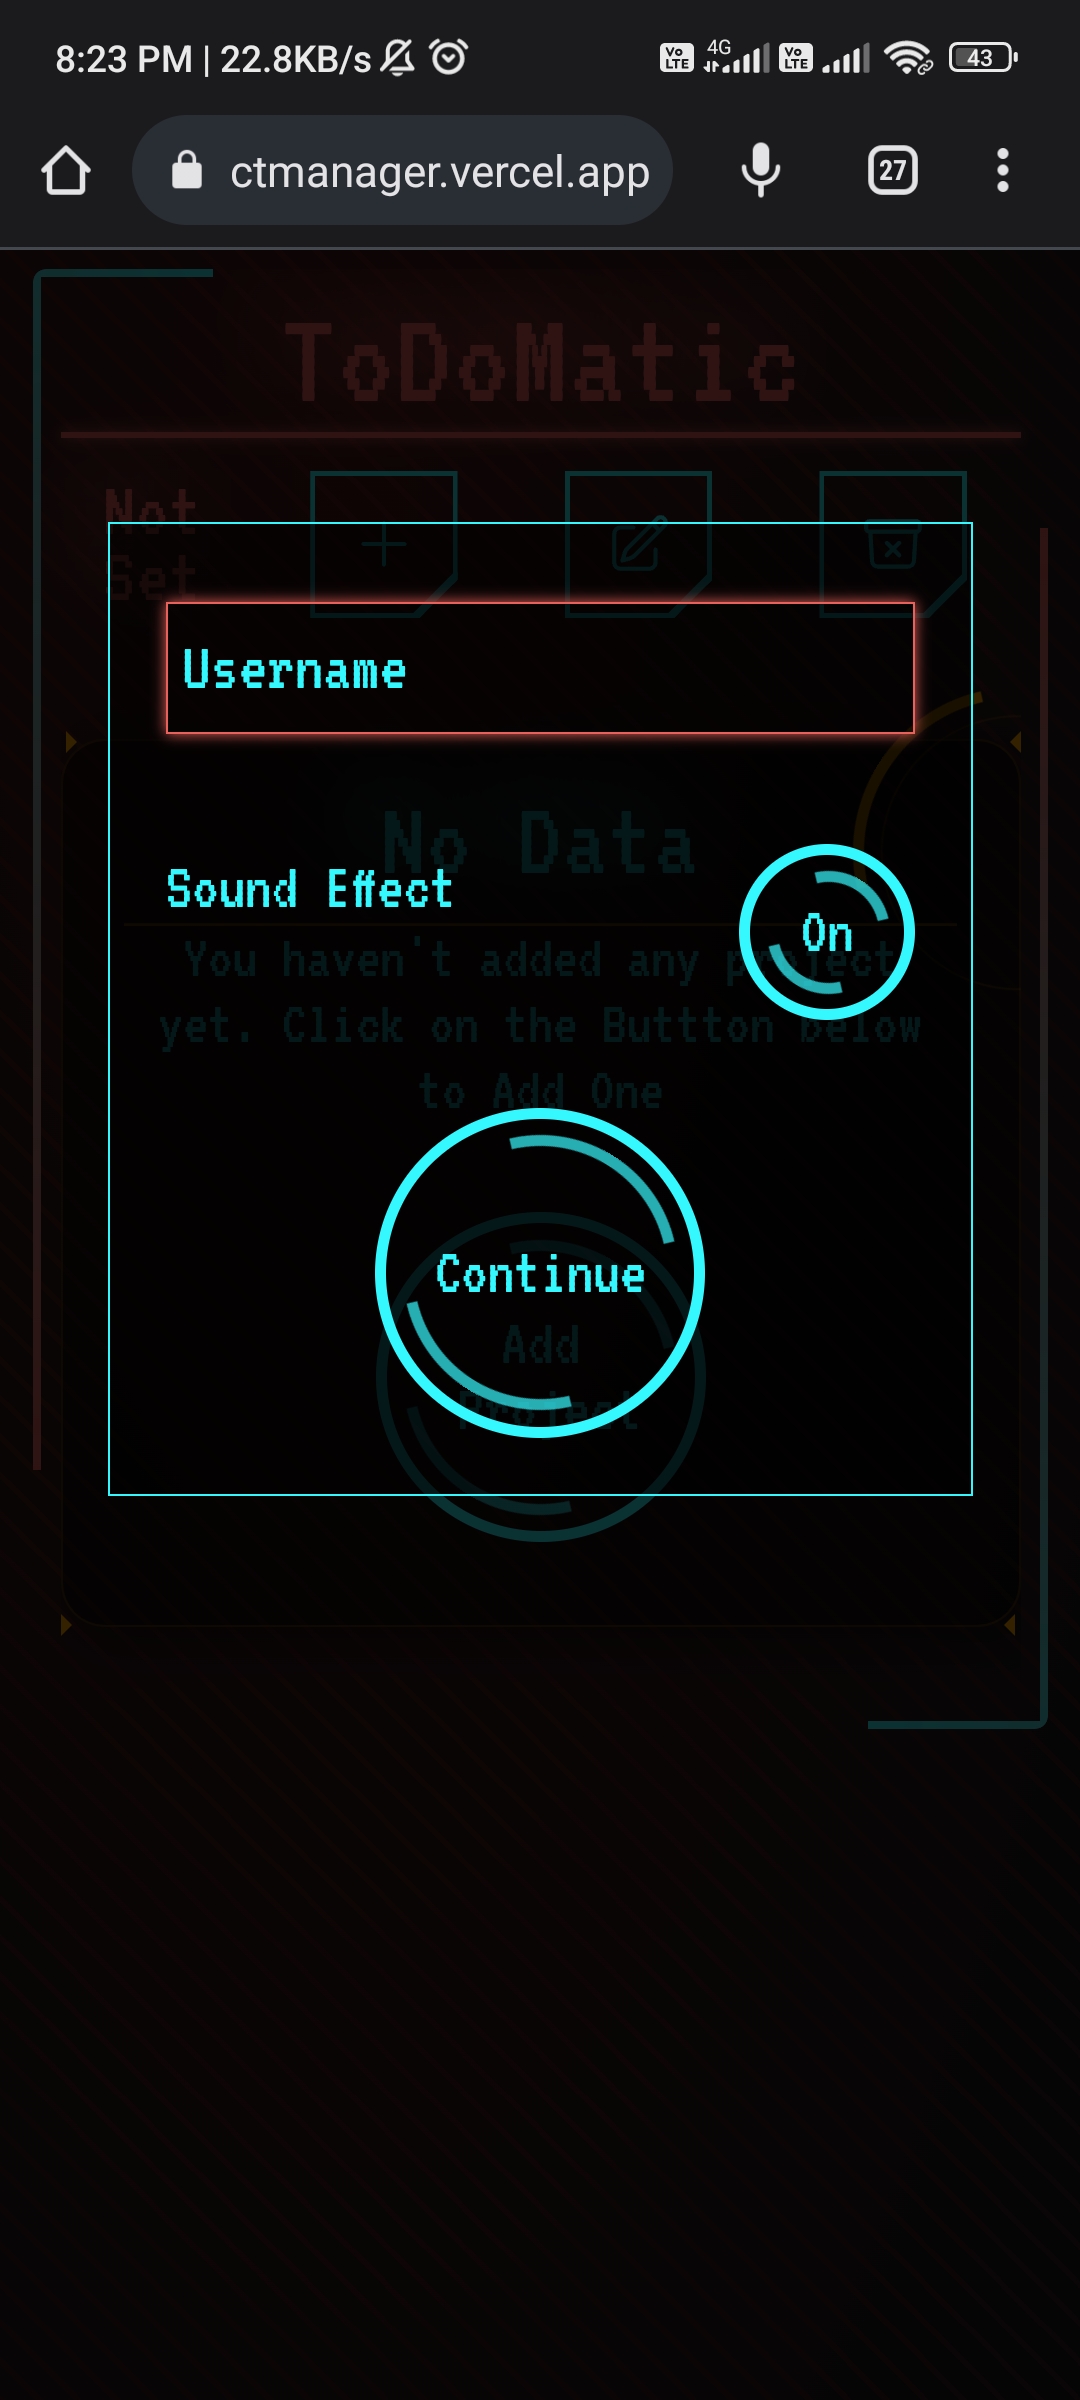 8:23 PM | 22.8KB/s
Vo LTE 4G Vo LTE 43
ctmanager.vercel.app
27
ToDoMatic
Not
Set
Username
No Data
Sound Effect
On
You haven't added any project
yet. Click on the Buttton below
to Add One
Continue
Add
Project